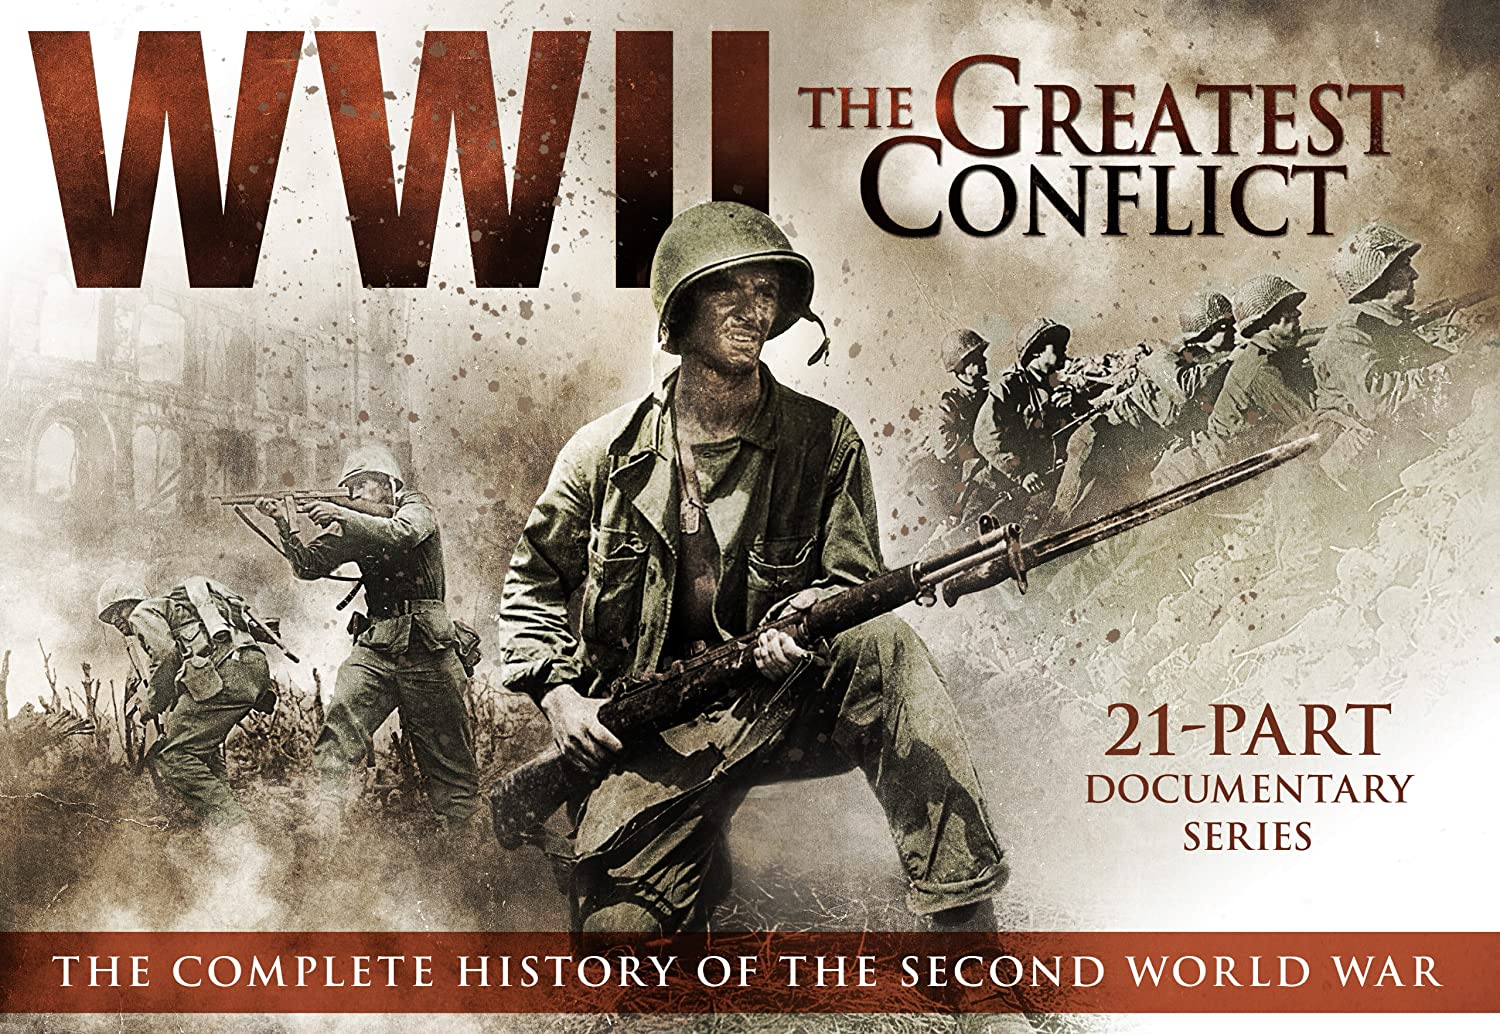 WWII
THE GREATEST
CONFLICT
21-PART
DOCUMENTARY
SERIES
THE COMPLETE HISTORY OF THE SECOND WORLD WAR